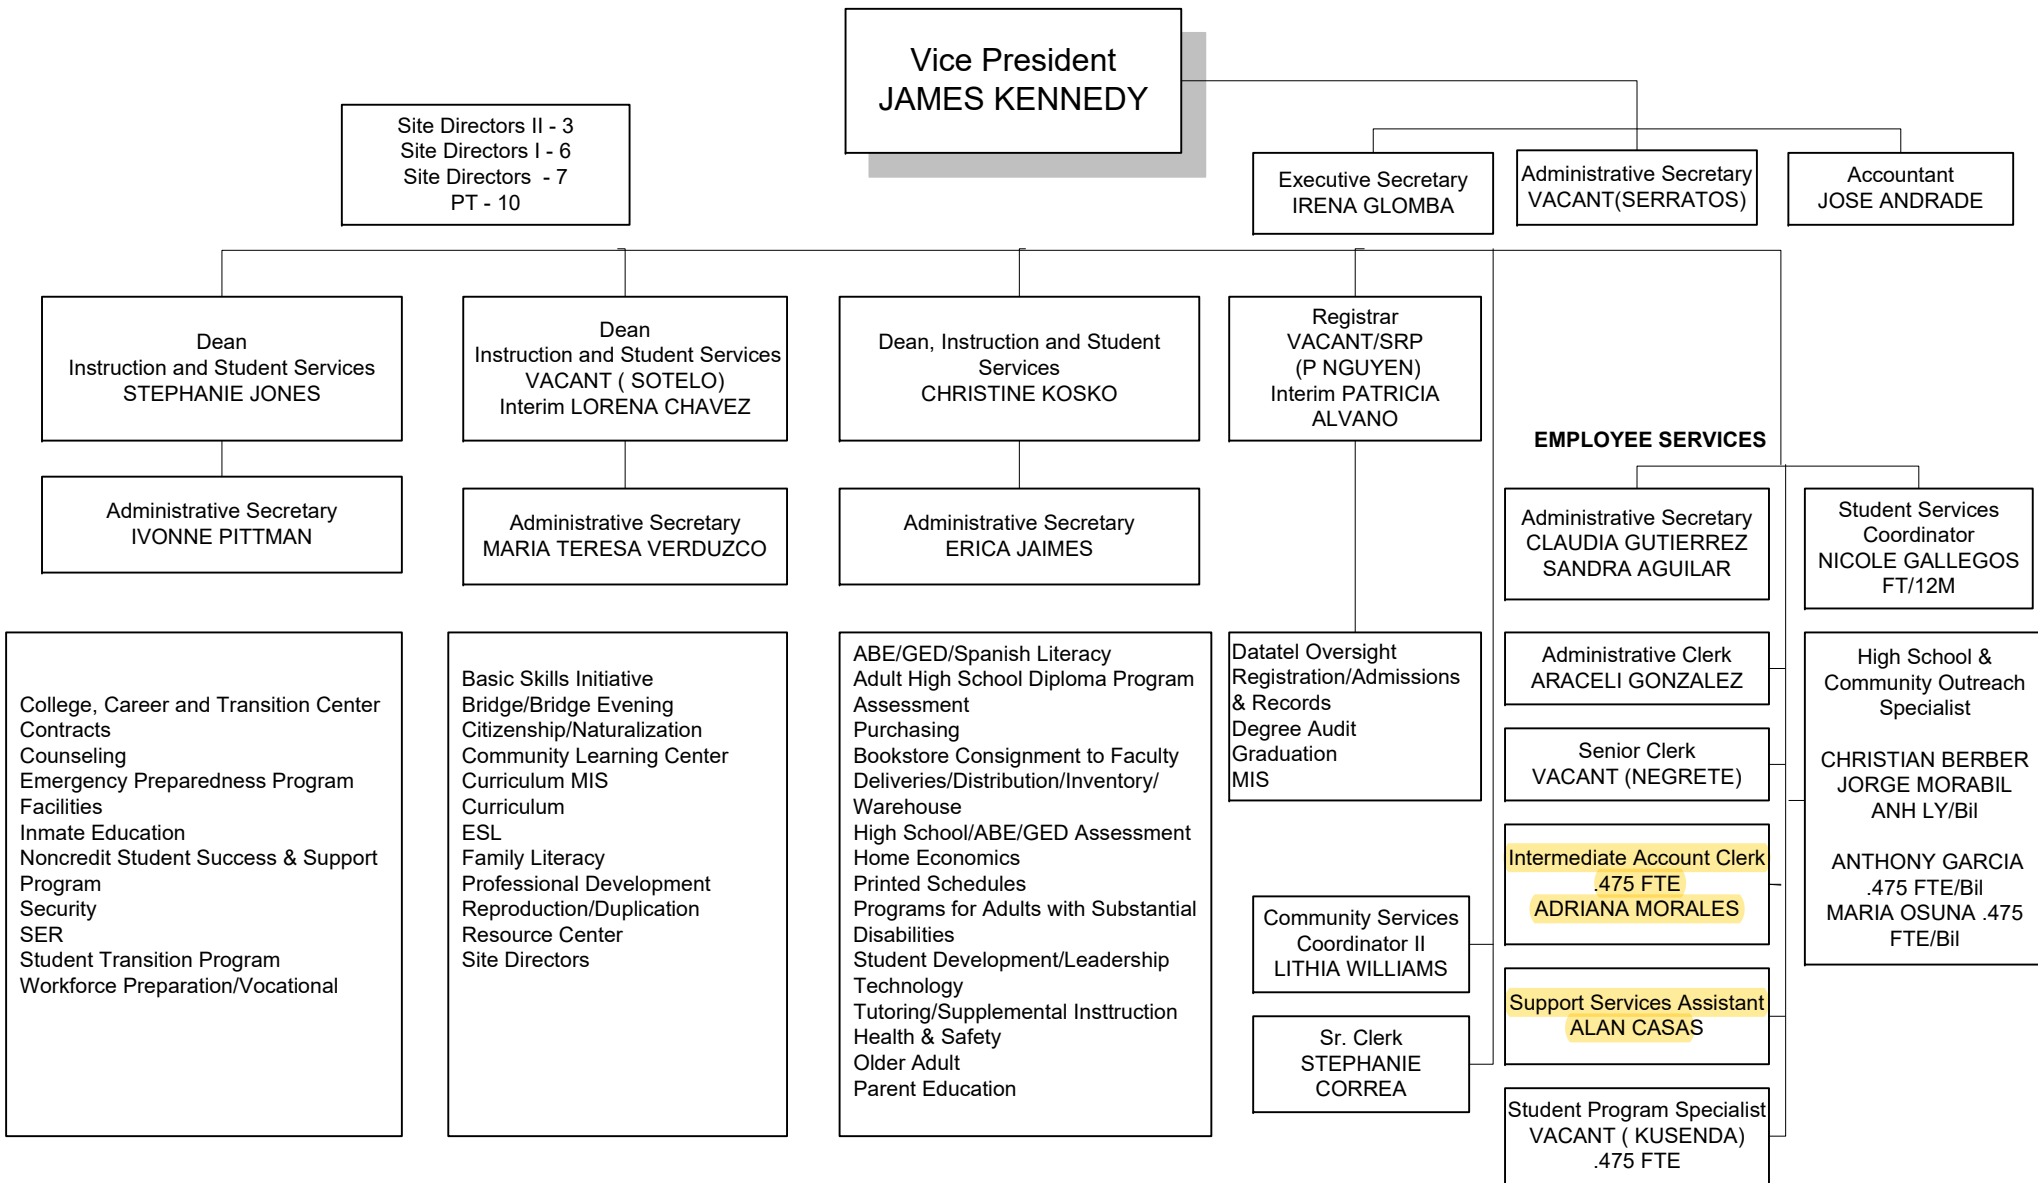 Vice President
JAMES KENNEDY
Site Directors II - 3
Site Directors I - 6
Site Directors  - 7
PT - 10
Executive Secretary
IRENA GLOMBA
Administrative Secretary
VACANT(SERRATOS)
Accountant
JOSE ANDRADE
Dean
Instruction and Student Services
STEPHANIE JONES
Dean
Instruction and Student Services
VACANT ( SOTELO)
Interim LORENA CHAVEZ
Dean, Instruction and Student
Services
CHRISTINE KOSKO
Registrar
VACANT/SRP
(P NGUYEN)
Interim PATRICIA
ALVANO
EMPLOYEE SERVICES
Administrative Secretary
IVONNE PITTMAN
Administrative Secretary
MARIA TERESA VERDUZCO
Administrative Secretary
ERICA JAIMES
Administrative Secretary
CLAUDIA GUTIERREZ
SANDRA AGUILAR
Student Services
Coordinator
NICOLE GALLEGOS
FT/12M
College, Career and Transition Center
Contracts
Counseling
Emergency Preparedness Program
Facilities
Inmate Education
Noncredit Student Success & Support
Program
Security
SER
Student Transition Program
Workforce Preparation/Vocational
Basic Skills Initiative
Bridge/Bridge Evening
Citizenship/Naturalization
Community Learning Center
Curriculum MIS
Curriculum
ESL
Family Literacy
Professional Development
Reproduction/Duplication
Resource Center
Site Directors
ABE/GED/Spanish Literacy
Adult High School Diploma Program
Assessment
Purchasing
Bookstore Consignment to Faculty
Deliveries/Distribution/Inventory/
Warehouse
High School/ABE/GED Assessment
Home Economics
Printed Schedules
Programs for Adults with Substantial
Disabilities
Student Development/Leadership
Technology
Tutoring/Supplemental Insttruction
Health & Safety
Older Adult
Parent Education
Datatel Oversight
Registration/Admissions
& Records
Degree Audit
Graduation
MIS
Community Services
Coordinator II
LITHIA WILLIAMS
Sr. Clerk
STEPHANIE
CORREA
Administrative Clerk
ARACELI GONZALEZ
Senior Clerk
VACANT (NEGRETE)
Intermediate Account Clerk
.475 FTE
ADRIANA MORALES
Support Services Assistant
ALAN CASAS
Student Program Specialist
VACANT ( KUSENDA)
.475 FTE
High School &
Community Outreach
Specialist
CHRISTIAN BERBER
JORGE MORABIL
ANH LY/Bil
ANTHONY GARCIA
.475 FTE/Bil
MARIA OSUNA .475
FTE/Bil